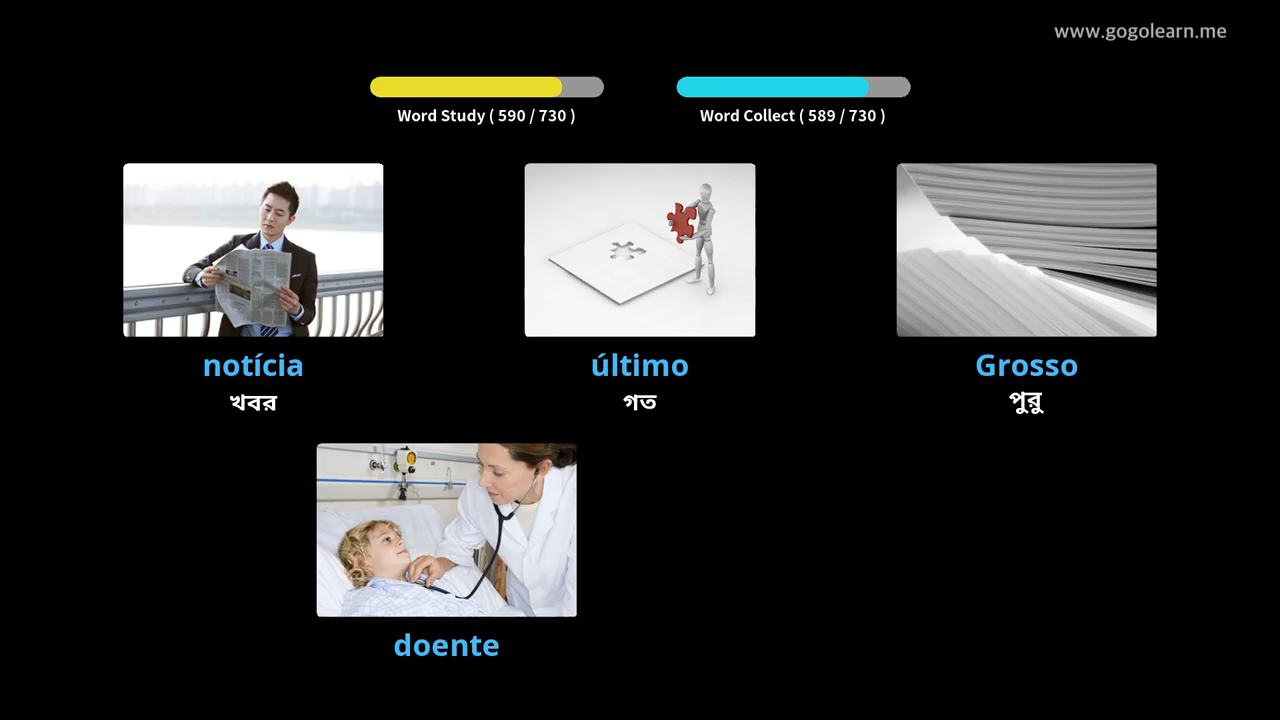 www.gogolearn.me
Word Study ( 590 / 730 )
Word Collect ( 589 / 730 )
notícia
último
Grosso
খবর
গত
পুরু
doente